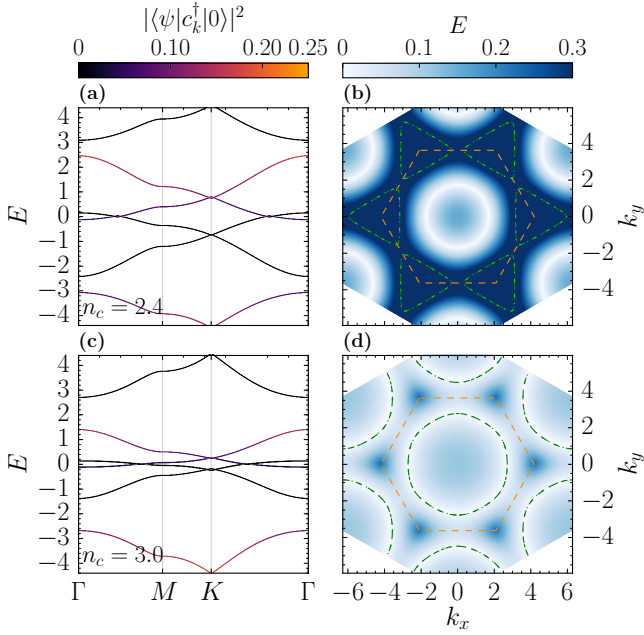 |⟨ψ|c†ₖ|0⟩|² E
0 0.10 0.20 0.25 0 0.1 0.2 0.3
(a) (b)
E
4
3
2
1
0
−1
−2
−3
−4
n_c = 2.4
4
2
0
−2
−4
k_y
(c) (d)
E
4
3
2
1
0
−1
−2
−3
−4
n_c = 3.0
4
2
0
−2
−4
k_y
Γ M K Γ −6 −4 −2 0 2 4 6
k_x